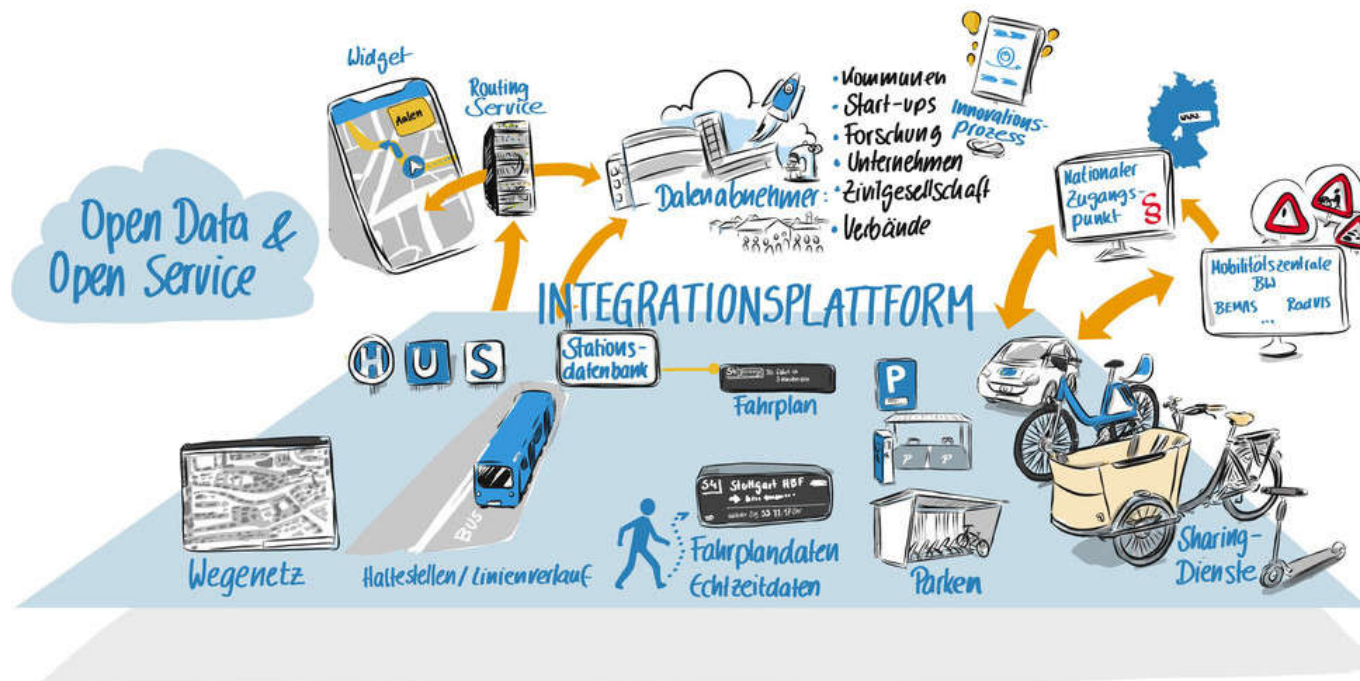 Widget
Aalen
Routing
Service
Datenabnehmer:
• Kommunen
• Start-ups
• Forschung
• Unternehmen
• Zivilgesellschaft
• Verbände
Innovations-
prozess
www.
Nationaler
Zugangs-
punkt
§
§
Mobilitätszentrale
BW
BEMAS RadVIS
...
Open Data &
Open Service
INTEGRATIONSPLATTFORM
H U S
Stations-
datenbank
Fahrplan
P
Wegenetz
BUS
Haltestellen/Linienverlauf
S4 Stuttgart HBF
Fahrplandaten
Echtzeitdaten
P P
Parken
Sharing-
Dienste